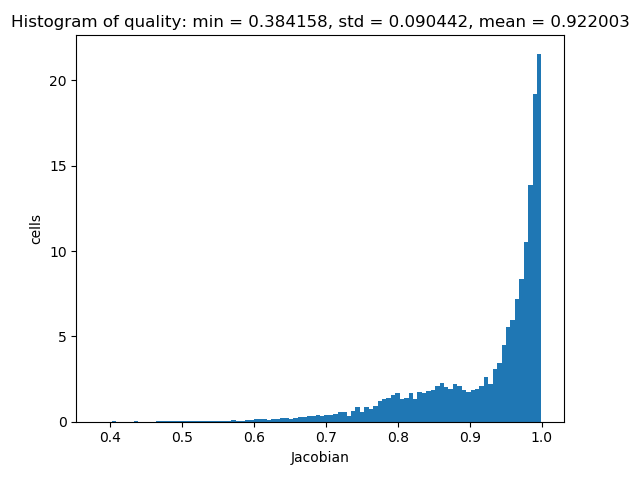 Histogram of quality: min = 0.384158, std = 0.090442, mean = 0.922003
20
15
10
5
0
cells
0.4 0.5 0.6 0.7 0.8 0.9 1.0
Jacobian